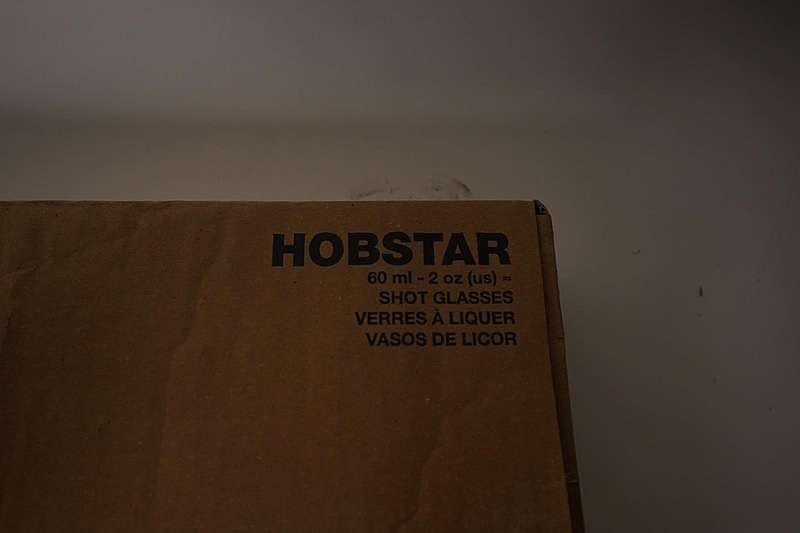 HOBSTAR
60 ml - 2 oz (us) =
SHOT GLASSES
VERRES À LIQUER
VASOS DE LICOR